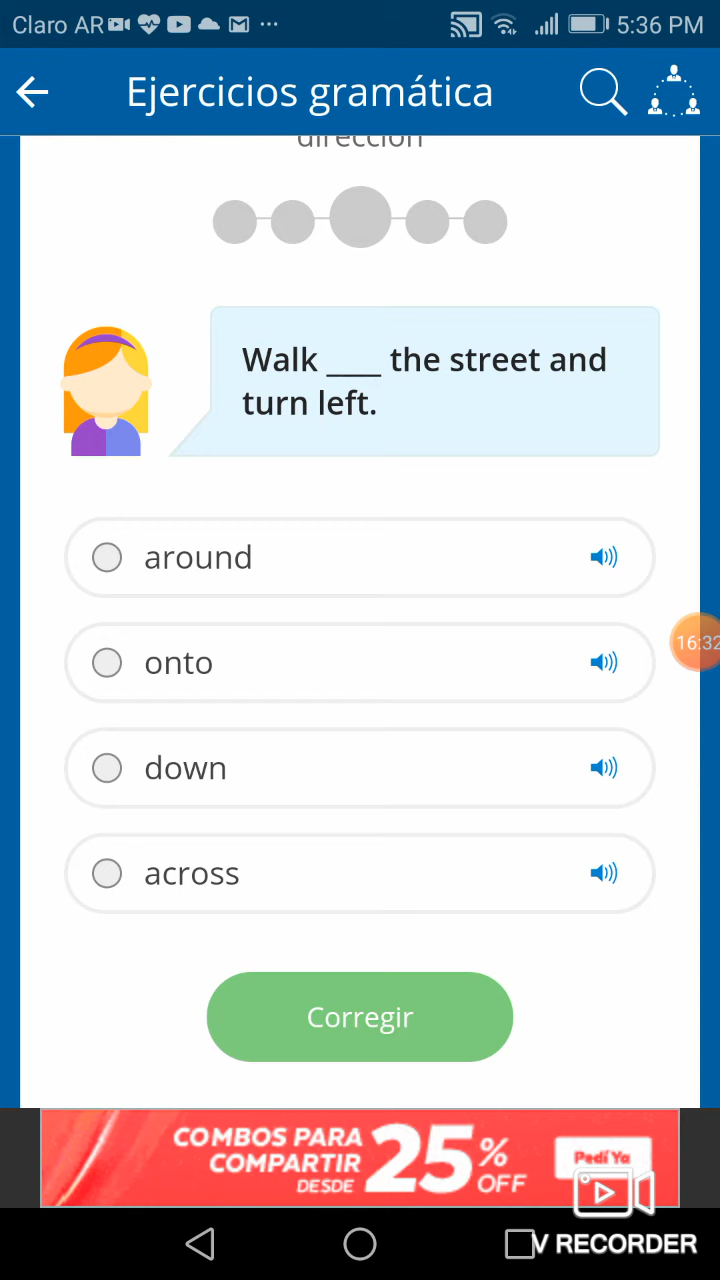 Claro AR ... 5:36 PM
Ejercicios gramática
dirección
Walk ____ the street and
turn left.
around
onto
16:32
down
across
Corregir
COMBOS PARA
COMPARTIR
DESDE
25% OFF
Pedí Ya
V RECORDER